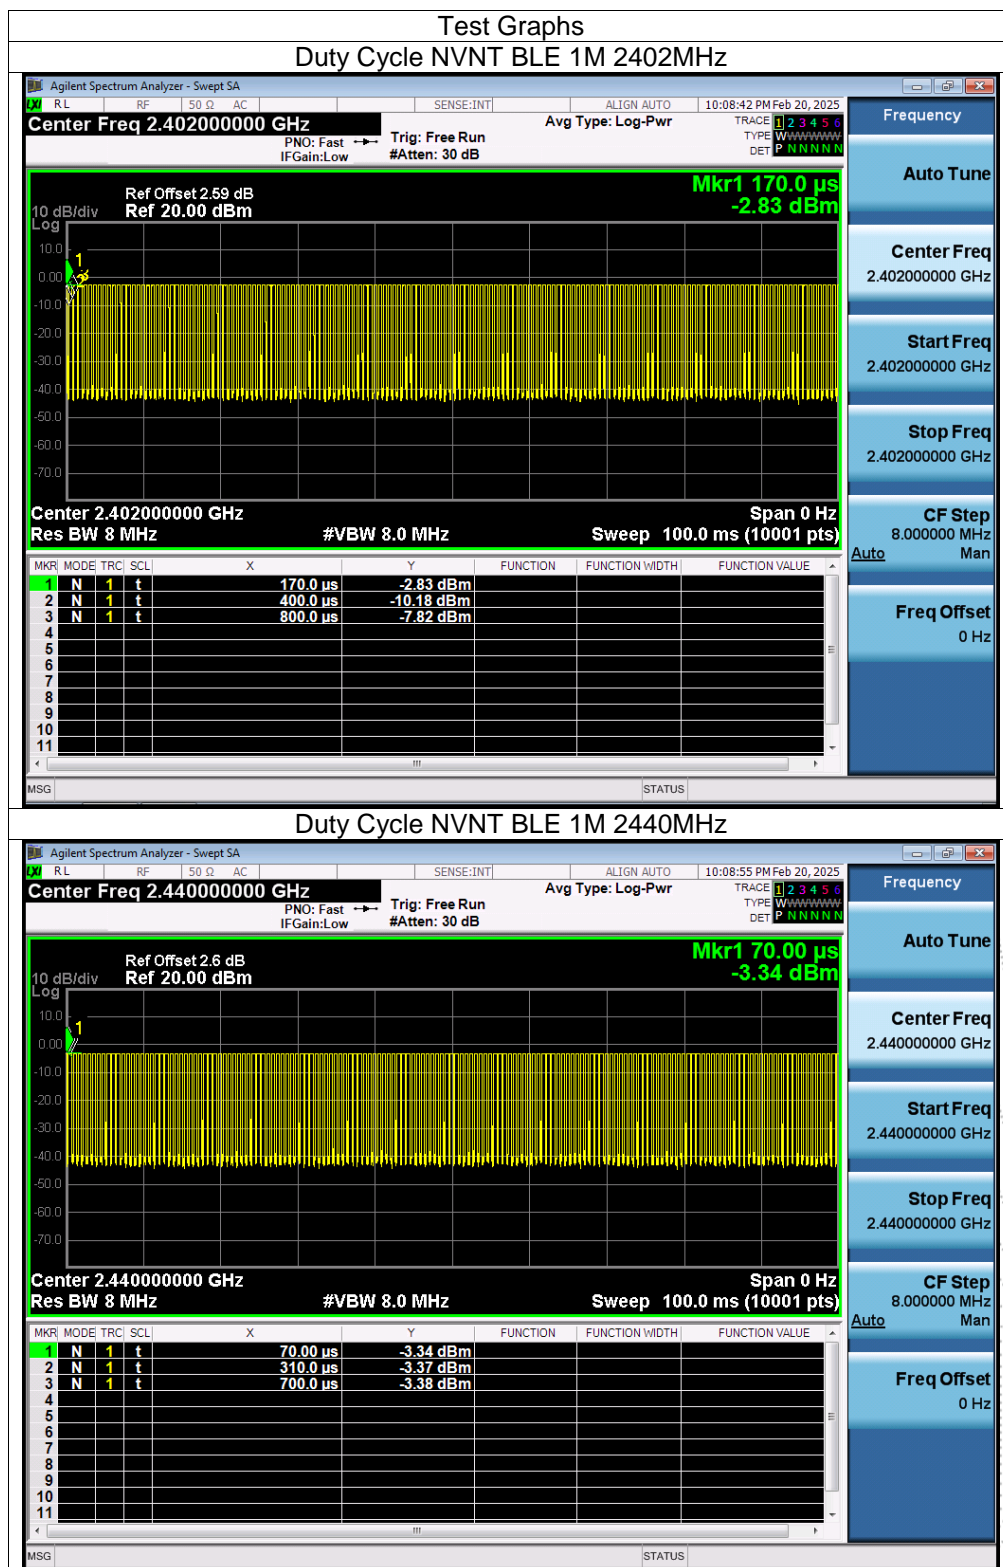 Test Graphs
Duty Cycle NVNT BLE 1M 2402MHz
Agilent Spectrum Analyzer - Swept SA
LXI RL RF 50 Ω AC SENSE:INT ALIGN AUTO 10:08:42 PM Feb 20, 2025
Center Freq 2.402000000 GHz Avg Type: Log-Pwr TRACE 1 2 3 4 5 6
PNO: Fast Trig: Free Run TYPE WWWWWW
IFGain:Low #Atten: 30 dB DET P N N N N N
Frequency
Mkr1 170.0 µs
-2.83 dBm
Ref Offset 2.59 dB
10 dB/div Ref 20.00 dBm
Log
10.0
0.00
-10.0
-20.0
-30.0
-40.0
-50.0
-60.0
-70.0
1
2
3
Center 2.402000000 GHz Span 0 Hz
Res BW 8 MHz #VBW 8.0 MHz Sweep 100.0 ms (10001 pts)
MKR MODE TRC SCL X Y FUNCTION FUNCTION WIDTH FUNCTION VALUE
1 N 1 t 170.0 µs -2.83 dBm
2 N 1 t 400.0 µs -10.18 dBm
3 N 1 t 800.0 µs -7.82 dBm
4
5
6
7
8
9
10
11
MSG STATUS
Auto Tune
Center Freq
2.402000000 GHz
Start Freq
2.402000000 GHz
Stop Freq
2.402000000 GHz
CF Step
8.000000 MHz
Auto Man
Freq Offset
0 Hz
Duty Cycle NVNT BLE 1M 2440MHz
Agilent Spectrum Analyzer - Swept SA
LXI RL RF 50 Ω AC SENSE:INT ALIGN AUTO 10:08:55 PM Feb 20, 2025
Center Freq 2.440000000 GHz Avg Type: Log-Pwr TRACE 1 2 3 4 5 6
PNO: Fast Trig: Free Run TYPE WWWWWW
IFGain:Low #Atten: 30 dB DET P N N N N N
Frequency
Mkr1 70.00 µs
-3.34 dBm
Ref Offset 2.6 dB
10 dB/div Ref 20.00 dBm
Log
10.0
0.00
-10.0
-20.0
-30.0
-40.0
-50.0
-60.0
-70.0
1
Center 2.440000000 GHz Span 0 Hz
Res BW 8 MHz #VBW 8.0 MHz Sweep 100.0 ms (10001 pts)
MKR MODE TRC SCL X Y FUNCTION FUNCTION WIDTH FUNCTION VALUE
1 N 1 t 70.00 µs -3.34 dBm
2 N 1 t 310.0 µs -3.37 dBm
3 N 1 t 700.0 µs -3.38 dBm
4
5
6
7
8
9
10
11
MSG STATUS
Auto Tune
Center Freq
2.440000000 GHz
Start Freq
2.440000000 GHz
Stop Freq
2.440000000 GHz
CF Step
8.000000 MHz
Auto Man
Freq Offset
0 Hz